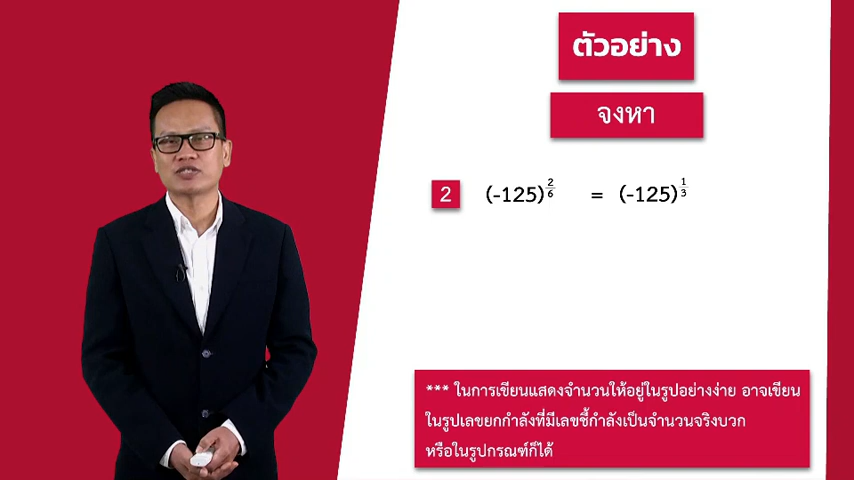 ตัวอย่าง
จงหา
2 (-125)^{2/6} = (-125)^{1/3}
*** ในการเขียนแสดงจำนวนให้อยู่ในรูปอย่างง่าย อาจเขียน
ในรูปเลขยกกำลังที่มีเลขชี้กำลังเป็นจำนวนจริงบวก
หรือในรูปกรณฑ์ก็ได้